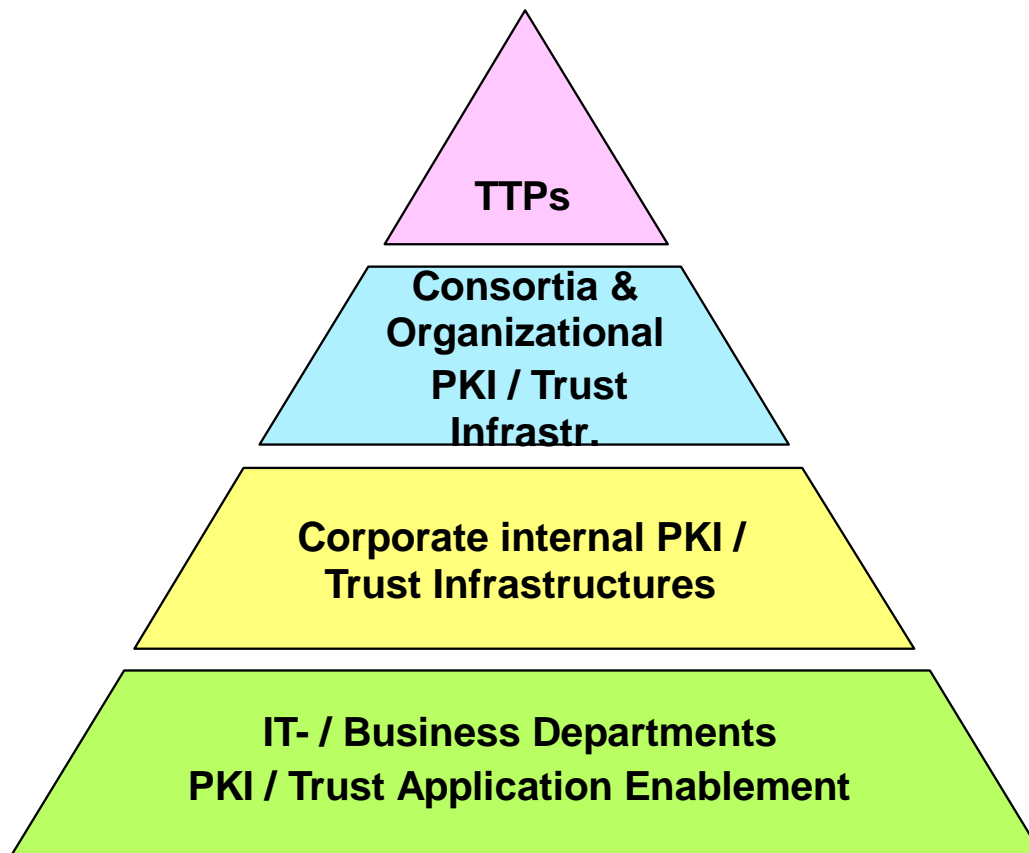 TTPs
Consortia &
Organizational
PKI / Trust
Infrastr.
Corporate internal PKI /
Trust Infrastructures
IT- / Business Departments
PKI / Trust Application Enablement